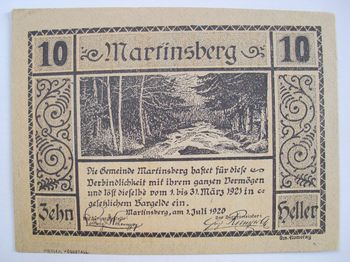 10 Martinsberg 10
Die Gemeinde Martinsberg haftet für diese
Verbindlichkeit mit ihrem ganzen Vermögen
und löst dieselbe vom 1. bis 31. März 1921 in
gesetzlichem Bargelde ein.
Martinsberg, am 2. Juli 1920
Zehn Heller